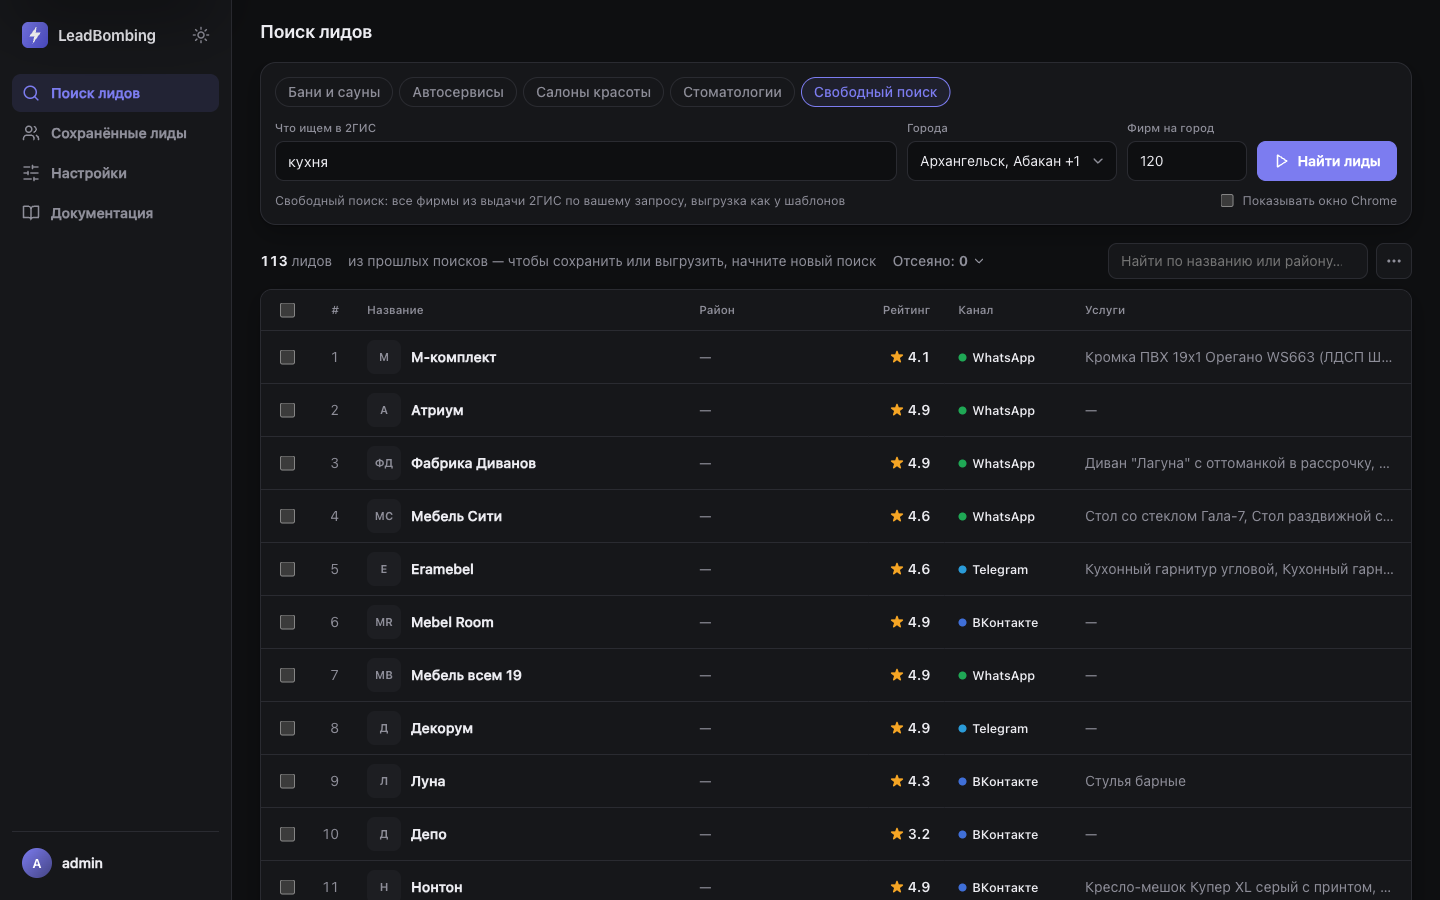 LeadBombing
Поиск лидов
Сохранённые лиды
Настройки
Документация
A
admin
Поиск лидов
Бани и сауны
Автосервисы
Салоны красоты
Стоматологии
Свободный поиск
Что ищем в 2ГИС
Города
Фирм на город
кухня
Архангельск, Абакан +1
120
Найти лиды
Свободный поиск: все фирмы из выдачи 2ГИС по вашему запросу, выгрузка как у шаблонов
Показывать окно Chrome
113 лидов из прошлых поисков — чтобы сохранить или выгрузить, начните новый поиск Отсеяно: 0
Найти по названию или району...
# Название Район Рейтинг Канал Услуги
1 М М-комплект — 4.1 WhatsApp Кромка ПВХ 19х1 Орегано WS663 (ЛДСП Ш...
2 А Атриум — 4.9 WhatsApp —
3 ФД Фабрика Диванов — 4.9 WhatsApp Диван "Лагуна" с оттоманкой в рассрочку, ...
4 МС Мебель Сити — 4.6 WhatsApp Стол со стеклом Гала-7, Стол раздвижной с...
5 E Eramebel — 4.6 Telegram Кухонный гарнитур угловой, Кухонный гарн...
6 MR Mebel Room — 4.9 ВКонтакте —
7 МВ Мебель всем 19 — 4.9 WhatsApp —
8 Д Декорум — 4.9 Telegram —
9 Л Луна — 4.3 ВКонтакте Стулья барные
10 Д Депо — 3.2 ВКонтакте —
11 Н Нонтон — 4.9 ВКонтакте Кресло-мешок Купер XL серый с принтом, ...